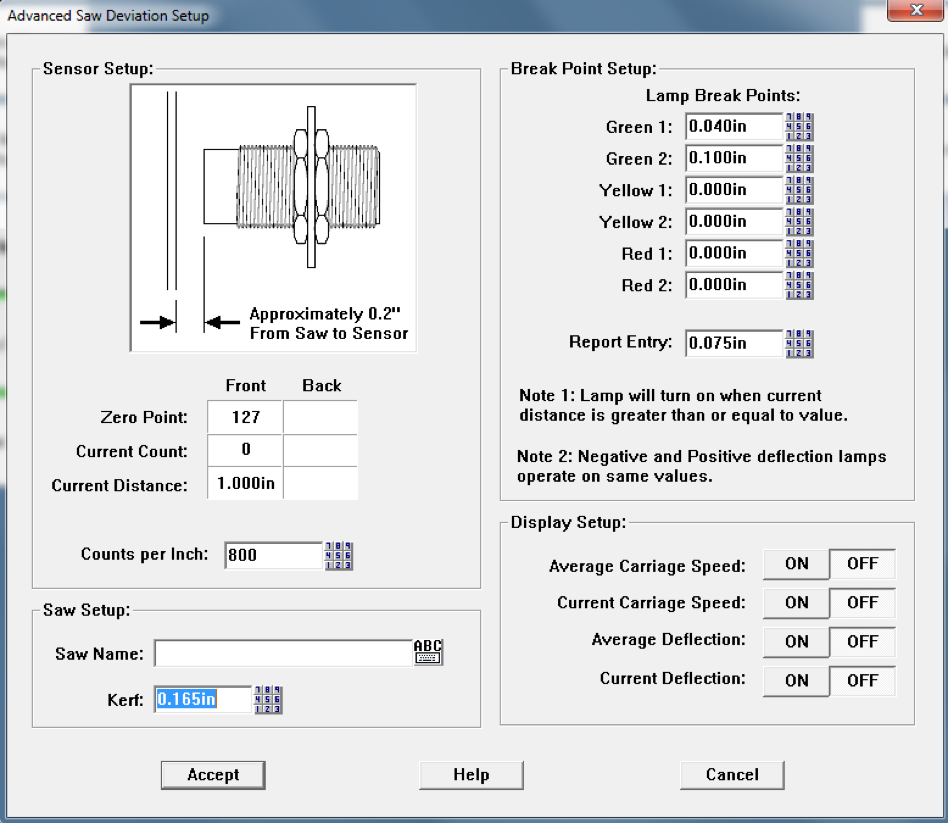 Advanced Saw Deviation Setup
Sensor Setup:
Approximately 0.2"
From Saw to Sensor
Front Back
Zero Point: 127
Current Count: 0
Current Distance: 1.000in
Counts per Inch: 800
Saw Setup:
Saw Name:
ABC
Kerf: 0.165in
Break Point Setup:
Lamp Break Points:
Green 1: 0.040in
Green 2: 0.100in
Yellow 1: 0.000in
Yellow 2: 0.000in
Red 1: 0.000in
Red 2: 0.000in
Report Entry: 0.075in
Note 1: Lamp will turn on when current
distance is greater than or equal to value.
Note 2: Negative and Positive deflection lamps
operate on same values.
Display Setup:
Average Carriage Speed: ON OFF
Current Carriage Speed: ON OFF
Average Deflection: ON OFF
Current Deflection: ON OFF
Accept Help Cancel